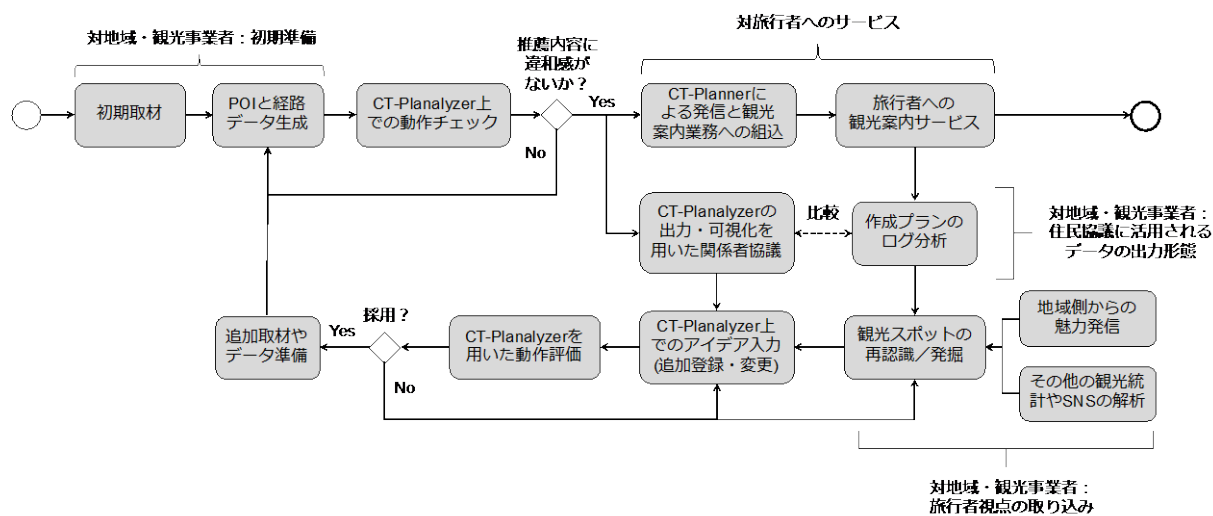 対旅行者へのサービス
対地域・観光事業者：初期準備
推薦内容に
違和感が
ないか？
初期取材
POIと経路
データ生成
CT-Planalyzer上
での動作チェック
Yes
No
CT-Plannerに
よる発信と観光
案内業務への組込
旅行者への
観光案内サービス
CT-Planalyzerの
出力・可視化を
用いた関係者協議
比較
作成プランの
ログ分析
対地域・観光事業者：
住民協議に活用される
データの出力形態
追加取材や
データ準備
Yes
採用？
No
CT-Planalyzerを
用いた動作評価
CT-Planalyzer上
でのアイデア入力
(追加登録・変更)
観光スポットの
再認識／発掘
地域側からの
魅力発信
その他の観光統
計やSNSの解析
対地域・観光事業者：
旅行者視点の取り込み